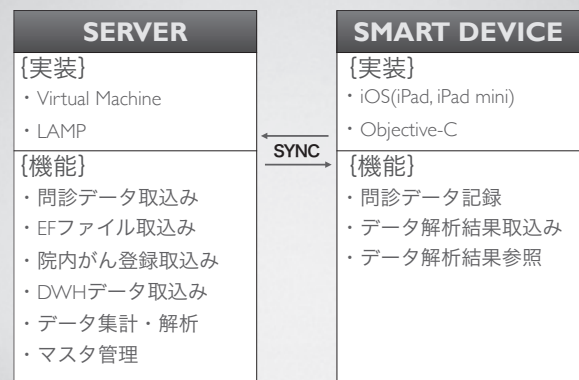 SERVER
{実装}
・Virtual Machine
・LAMP
{機能}
・問診データ取込み
・EFファイル取込み
・院内がん登録取込み
・DWHデータ取込み
・データ集計・解析
・マスタ管理
SYNC
SMART DEVICE
{実装}
・iOS(iPad, iPad mini)
・Objective-C
{機能}
・問診データ記録
・データ解析結果取込み
・データ解析結果参照